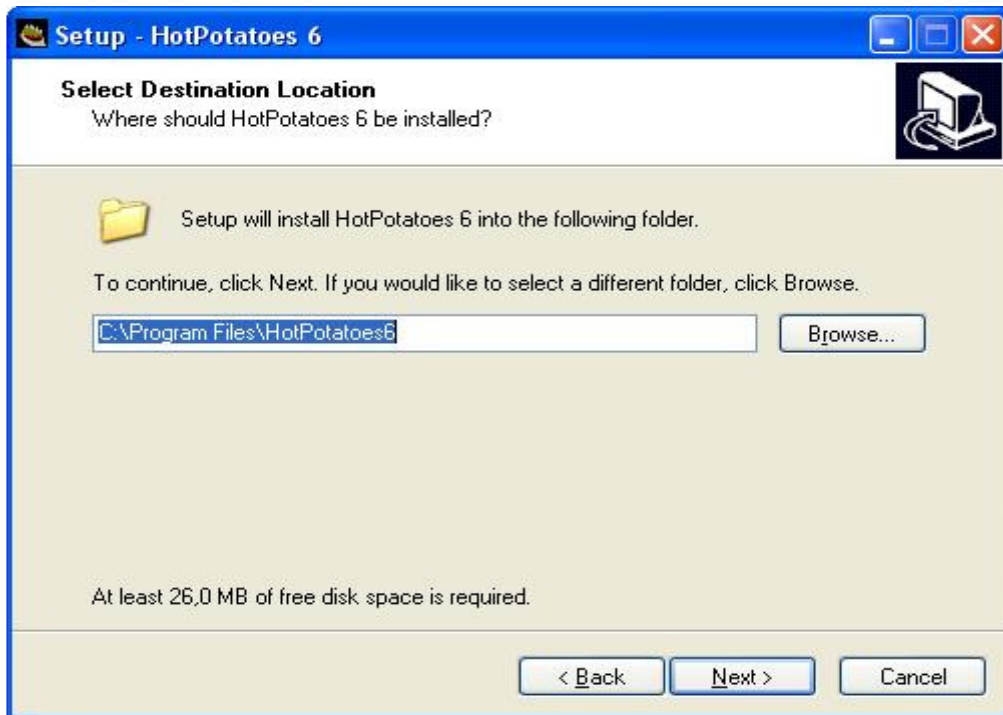 Setup - HotPotatoes 6
Select Destination Location
Where should HotPotatoes 6 be installed?
Setup will install HotPotatoes 6 into the following folder.
To continue, click Next. If you would like to select a different folder, click Browse.
C:\Program Files\HotPotatoes6
Browse...
At least 26,0 MB of free disk space is required.
< Back
Next >
Cancel